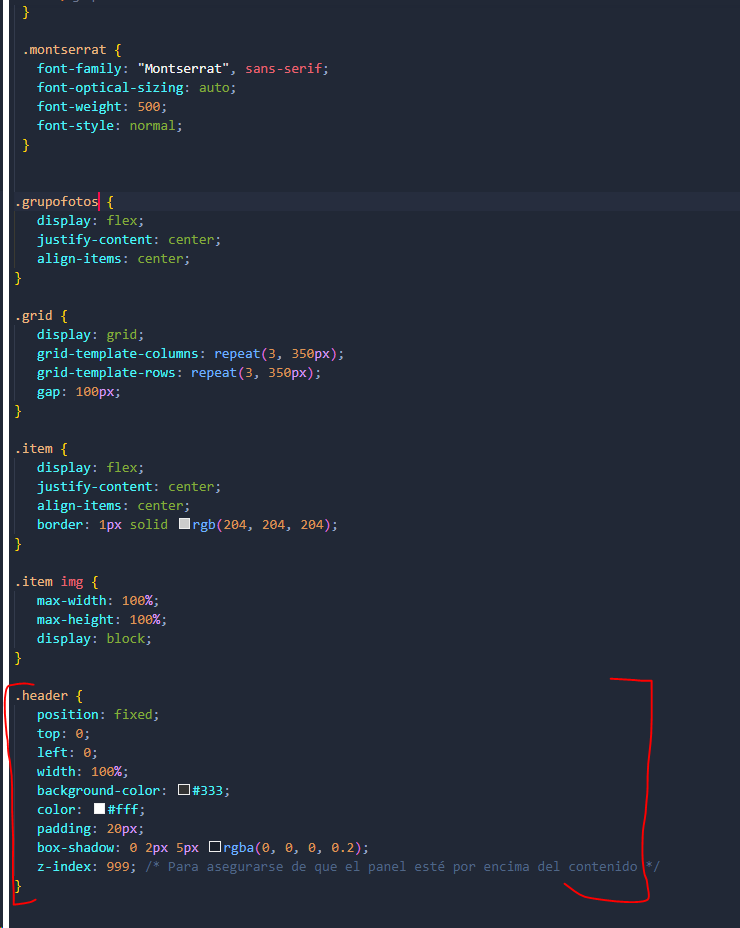 }
.montserrat {
font-family: "Montserrat", sans-serif;
font-optical-sizing: auto;
font-weight: 500;
font-style: normal;
}
.grupofotos {
display: flex;
justify-content: center;
align-items: center;
}
.grid {
display: grid;
grid-template-columns: repeat(3, 350px);
grid-template-rows: repeat(3, 350px);
gap: 100px;
}
.item {
display: flex;
justify-content: center;
align-items: center;
border: 1px solid rgb(204, 204, 204);
}
.item img {
max-width: 100%;
max-height: 100%;
display: block;
}
.header {
position: fixed;
top: 0;
left: 0;
width: 100%;
background-color: #333;
color: #fff;
padding: 20px;
box-shadow: 0 2px 5px rgba(0, 0, 0, 0.2);
z-index: 999; /* Para asegurarse de que el panel esté por encima del contenido */
}